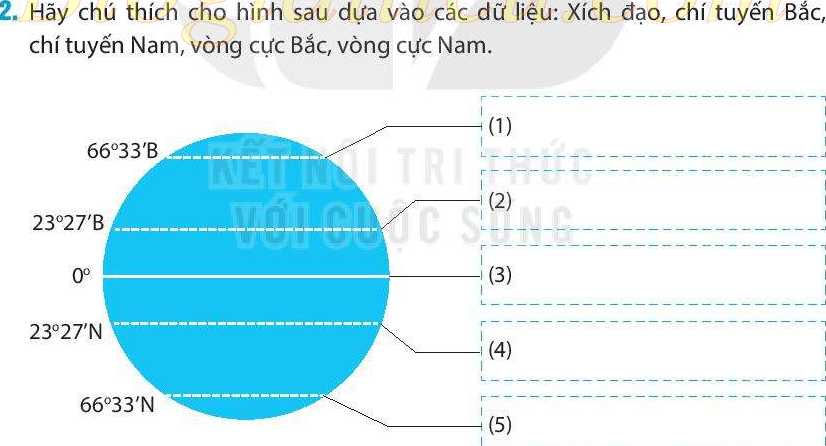 2. Hãy chú thích cho hình sau dựa vào các dữ liệu: Xích đạo, chí tuyến Bắc,
chí tuyến Nam, vòng cực Bắc, vòng cực Nam.
66°33'B
(1)
KẾT NỐI TRI THỨC
23°27'B
(2)
VỚI CUỘC SỐNG
0°
(3)
23°27'N
(4)
66°33'N
(5)